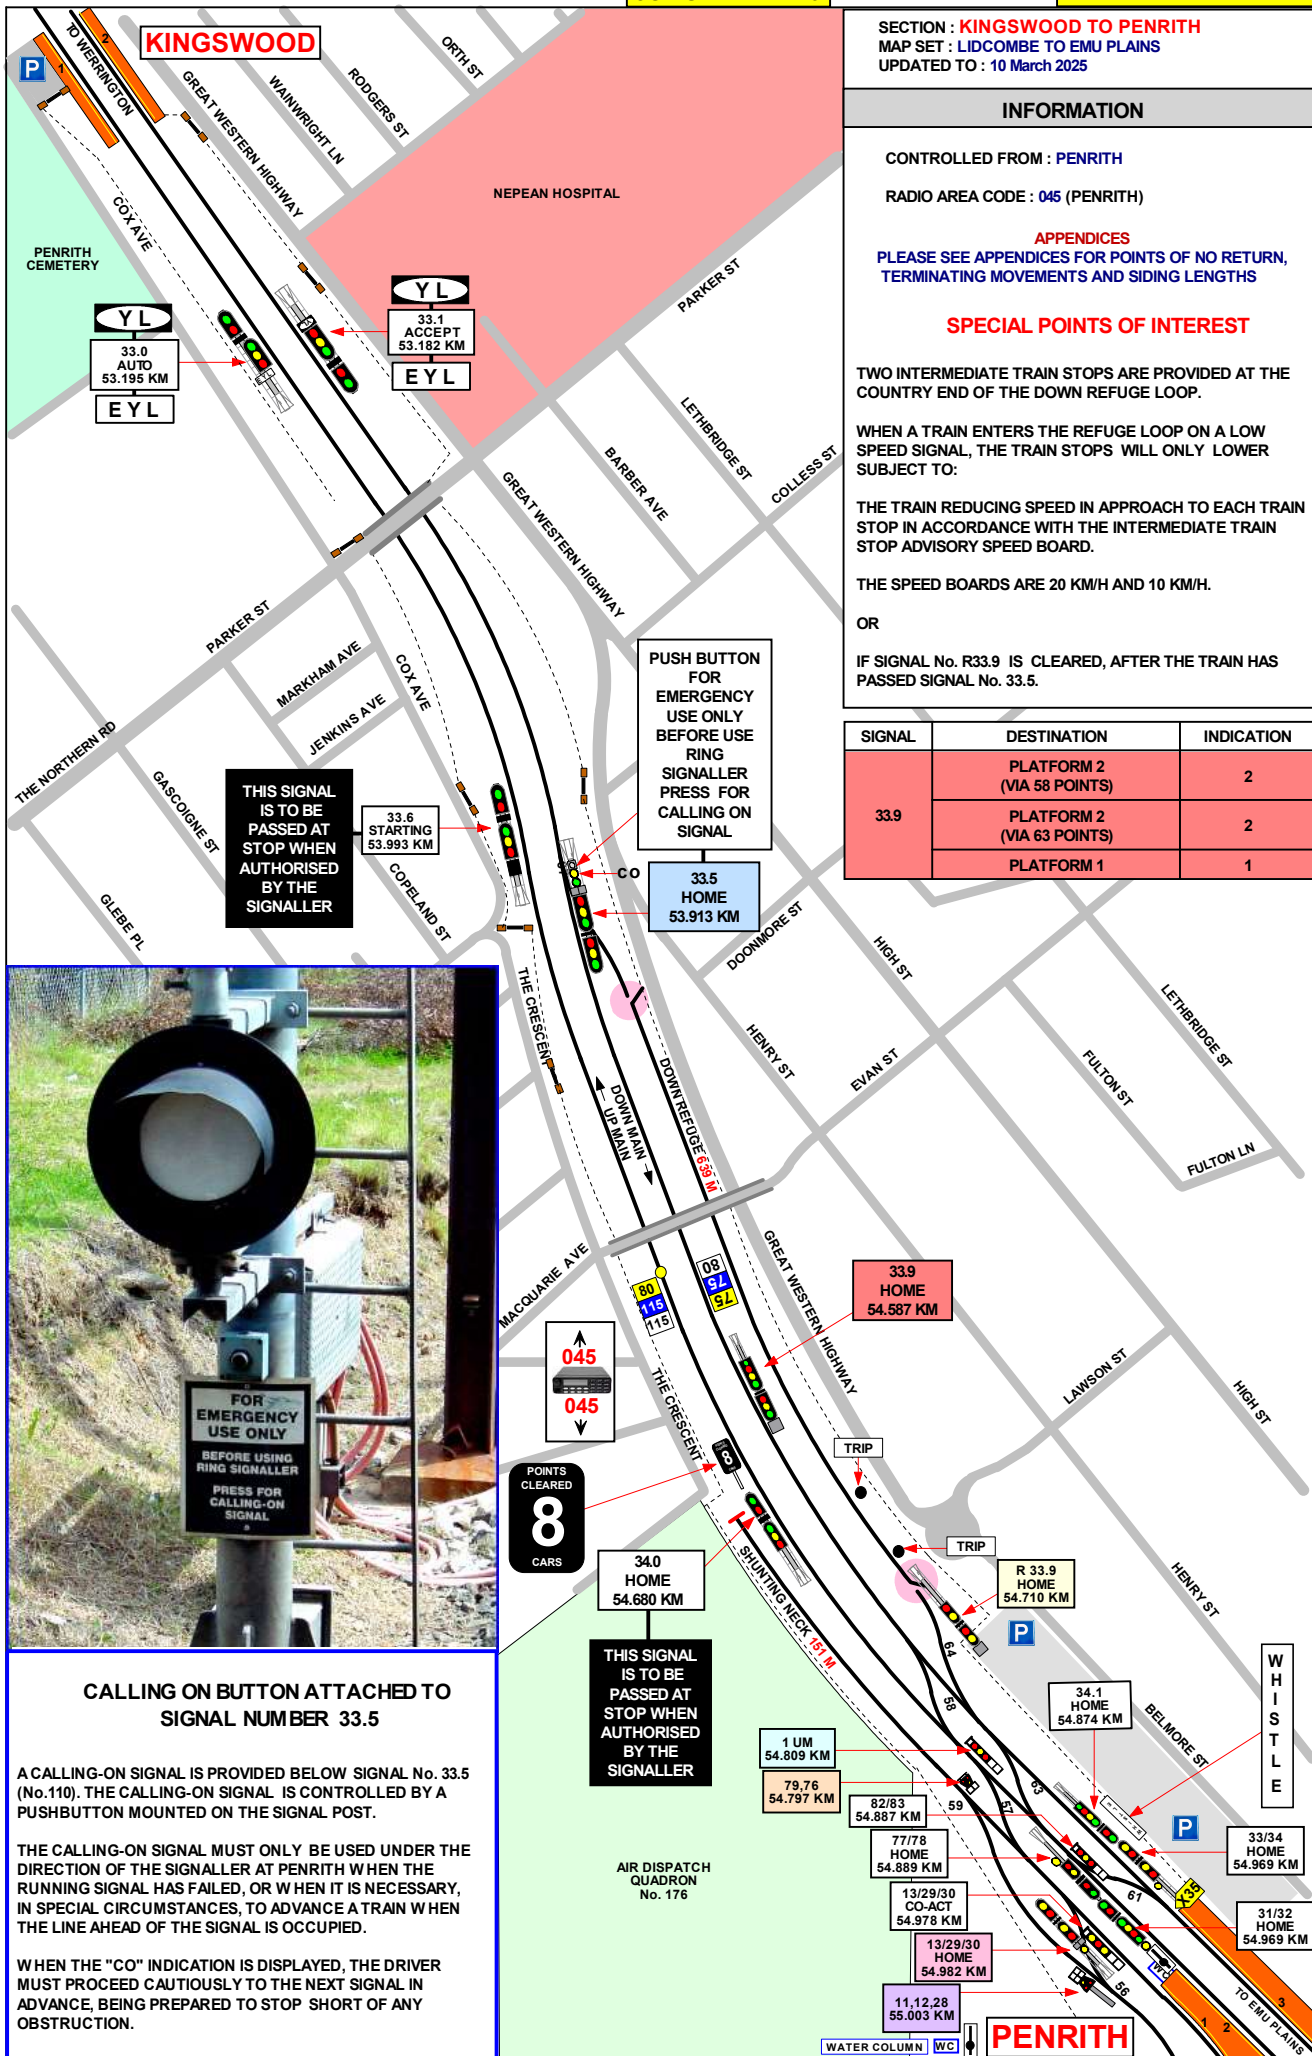 SECTION : KINGSWOOD TO PENRITH
MAP SET : LIDCOMBE TO EMU PLAINS
UPDATED TO : 10 March 2025
INFORMATION
CONTROLLED FROM : PENRITH
RADIO AREA CODE : 045 (PENRITH)
APPENDICES
PLEASE SEE APPENDICES FOR POINTS OF NO RETURN,
TERMINATING MOVEMENTS AND SIDING LENGTHS
SPECIAL POINTS OF INTEREST
TWO INTERMEDIATE TRAIN STOPS ARE PROVIDED AT THE
COUNTRY END OF THE DOWN REFUGE LOOP.
WHEN A TRAIN ENTERS THE REFUGE LOOP ON A LOW
SPEED SIGNAL, THE TRAIN STOPS WILL ONLY LOWER
SUBJECT TO:
THE TRAIN REDUCING SPEED IN APPROACH TO EACH TRAIN
STOP IN ACCORDANCE WITH THE INTERMEDIATE TRAIN
STOP ADVISORY SPEED BOARD.
THE SPEED BOARDS ARE 20 KM/H AND 10 KM/H.
OR
IF SIGNAL No. R33.9 IS CLEARED, AFTER THE TRAIN HAS
PASSED SIGNAL No. 33.5.
SIGNAL DESTINATION INDICATION
33.9
PLATFORM 2
(VIA 58 POINTS)
2
PLATFORM 2
(VIA 63 POINTS)
2
PLATFORM 1 1
KINGSWOOD
P
1
2
TO WERRINGTON
GREAT WESTERN HIGHWAY
WAINWRIGHT LN
RODGERS ST
ORTH ST
NEPEAN HOSPITAL
PENRITH
CEMETERY
COX AVE
PARKER ST
Y L
33.0
AUTO
53.195 KM
E Y L
Y L
33.1
ACCEPT
53.182 KM
E Y L
LETHBRIDGE ST
BARBER AVE
COLLESS ST
GREAT WESTERN HIGHWAY
PARKER ST
THE NORTHERN RD
MARKHAM AVE
JENKINS AVE
COX AVE
GASCOIGNE ST
GLEBE PL
COPELAND ST
THIS SIGNAL
IS TO BE
PASSED AT
STOP WHEN
AUTHORISED
BY THE
SIGNALLER
33.6
STARTING
53.993 KM
PUSH BUTTON
FOR
EMERGENCY
USE ONLY
BEFORE USE
RING
SIGNALLER
PRESS FOR
CALLING ON
SIGNAL
CO
33.5
HOME
53.913 KM
DOONMORE ST
HIGH ST
HENRY ST
EVAN ST
LETHBRIDGE ST
FULTON ST
FULTON LN
THE CRESCENT
DOWN REFUGE 639 M
DOWN MAIN
UP MAIN
MACQUARIE AVE
GREAT WESTERN HIGHWAY
80
115
115
80
75
75
33.9
HOME
54.587 KM
045
045
THE CRESCENT
LAWSON ST
HIGH ST
HENRY ST
POINTS
CLEARED
8
CARS
8
TRIP
TRIP
34.0
HOME
54.680 KM
THIS SIGNAL
IS TO BE
PASSED AT
STOP WHEN
AUTHORISED
BY THE
SIGNALLER
SHUNTING NECK 151 M
R 33.9
HOME
54.710 KM
P
64
58
34.1
HOME
54.874 KM
BELMORE ST
WHISTLE
1 UM
54.809 KM
79,76
54.797 KM
59
57
63
82/83
54.887 KM
77/78
HOME
54.889 KM
P
33/34
HOME
54.969 KM
X35
61
13/29/30
CO-ACT
54.978 KM
31/32
HOME
54.969 KM
13/29/30
HOME
54.982 KM
WC
11,12,28
55.003 KM
56
AIR DISPATCH
QUADRON
No. 176
WATER COLUMN WC
PENRITH
1
2
3
TO EMU PLAINS
FOR
EMERGENCY
USE ONLY
BEFORE USING
RING SIGNALLER
PRESS FOR
CALLING-ON
SIGNAL
CALLING ON BUTTON ATTACHED TO
SIGNAL NUMBER 33.5
A CALLING-ON SIGNAL IS PROVIDED BELOW SIGNAL No. 33.5
(No.110). THE CALLING-ON SIGNAL IS CONTROLLED BY A
PUSHBUTTON MOUNTED ON THE SIGNAL POST.
THE CALLING-ON SIGNAL MUST ONLY BE USED UNDER THE
DIRECTION OF THE SIGNALLER AT PENRITH WHEN THE
RUNNING SIGNAL HAS FAILED, OR WHEN IT IS NECESSARY,
IN SPECIAL CIRCUMSTANCES, TO ADVANCE A TRAIN WHEN
THE LINE AHEAD OF THE SIGNAL IS OCCUPIED.
WHEN THE "CO" INDICATION IS DISPLAYED, THE DRIVER
MUST PROCEED CAUTIOUSLY TO THE NEXT SIGNAL IN
ADVANCE, BEING PREPARED TO STOP SHORT OF ANY
OBSTRUCTION.